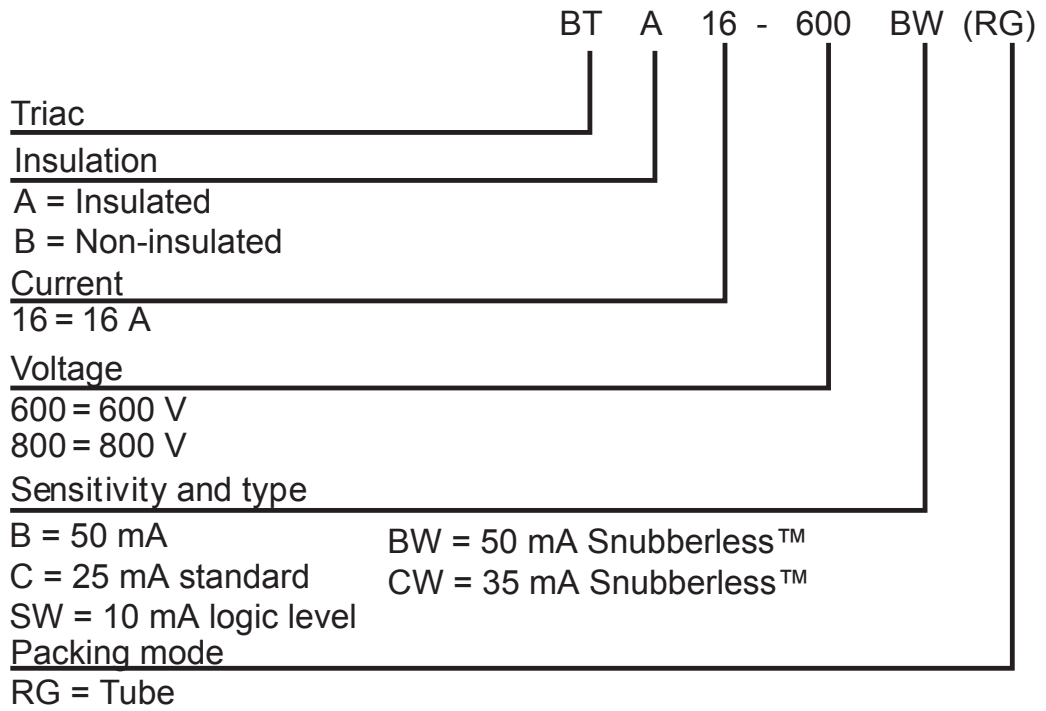 BT A 16 - 600 BW (RG)
Triac
Insulation
A = Insulated
B = Non-insulated
Current
16 = 16 A
Voltage
600 = 600 V
800 = 800 V
Sensitivity and type
B = 50 mA BW = 50 mA Snubberless™
C = 25 mA standard CW = 35 mA Snubberless™
SW = 10 mA logic level
Packing mode
RG = Tube